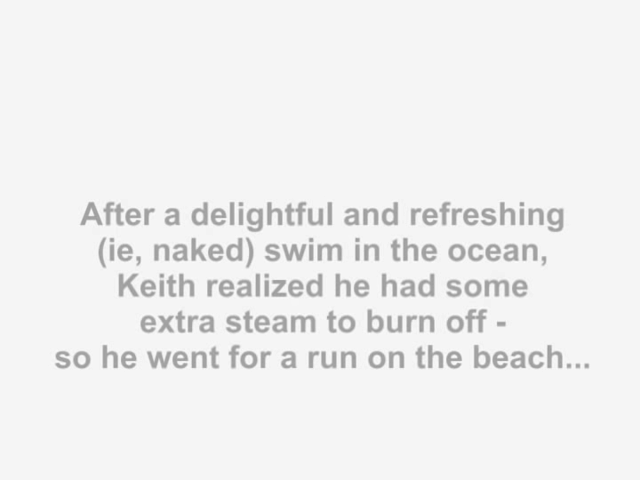 After a delightful and refreshing
(ie, naked) swim in the ocean,
Keith realized he had some
extra steam to burn off -
so he went for a run on the beach...